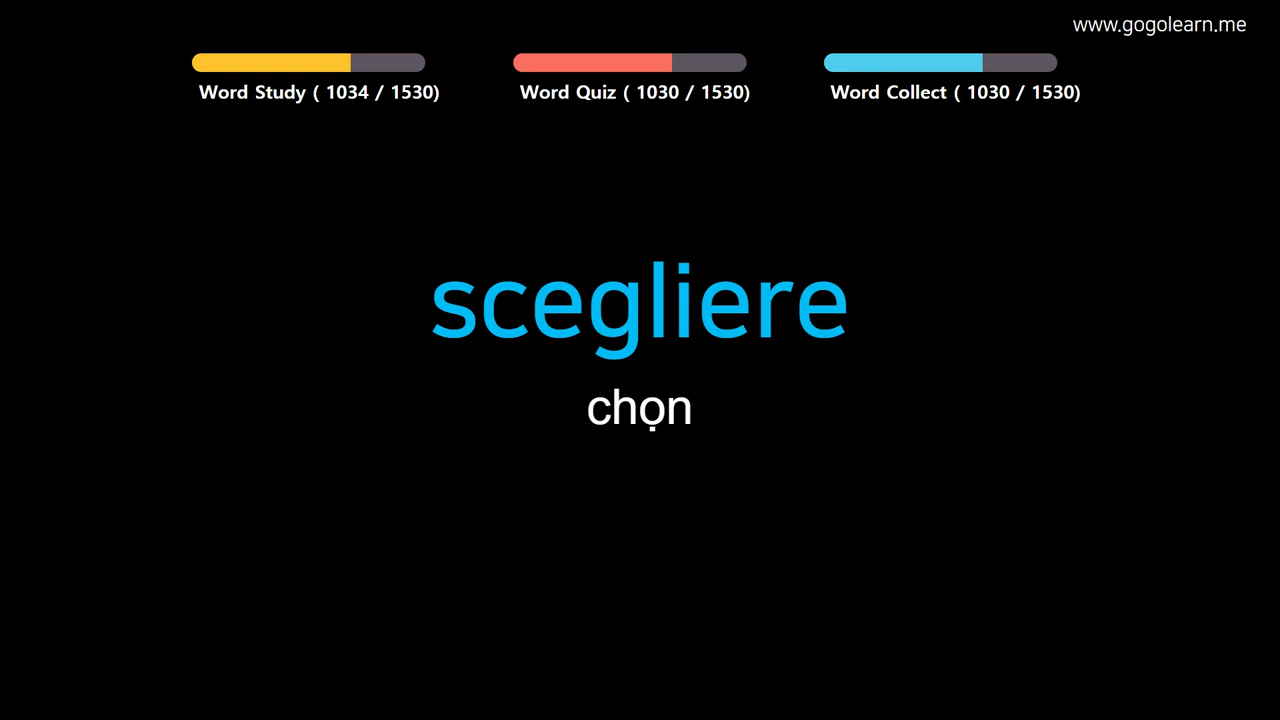 www.gogolearn.me
Word Study ( 1034 / 1530)
Word Quiz ( 1030 / 1530)
Word Collect ( 1030 / 1530)
scegliere
chọn